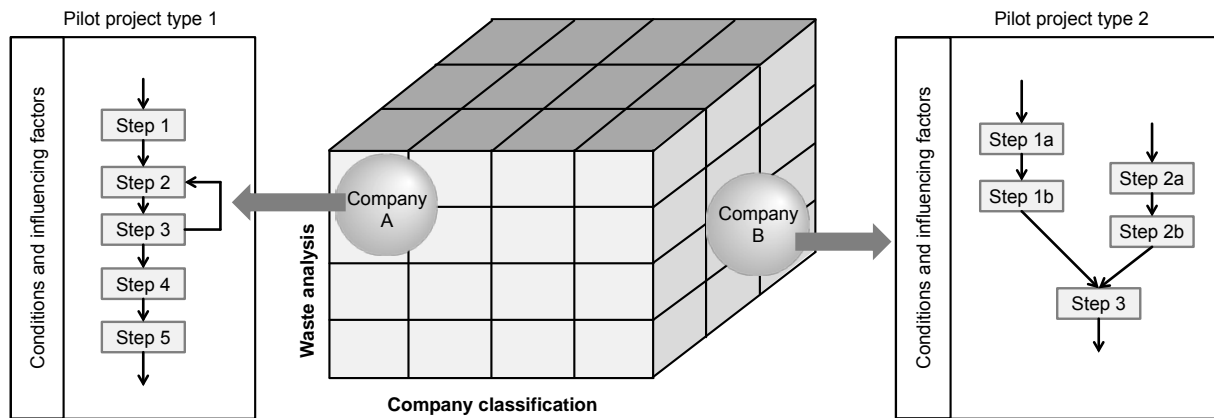 Pilot project type 1
Conditions and influencing factors
Step 1
Step 2
Step 3
Step 4
Step 5
Company
A
Waste analysis
Company classification
Company
B
Pilot project type 2
Conditions and influencing factors
Step 1a
Step 1b
Step 2a
Step 2b
Step 3